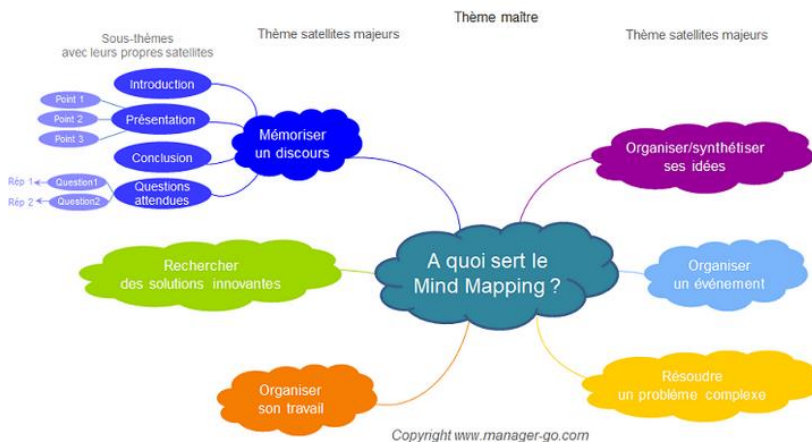 Thème maître
Sous-thèmes
avec leurs propres satellites
Thème satellites majeurs
Thème satellites majeurs
Introduction
Point 1
Point 2
Point 3
Présentation
Conclusion
Rép 1
Question1
Rép 2
Question2
Questions
attendues
Mémoriser
un discours
Organiser/synthétiser
ses idées
Rechercher
des solutions innovantes
A quoi sert le
Mind Mapping ?
Organiser
un événement
Organiser
son travail
Résoudre
un problème complexe
Copyright www.manager-go.com